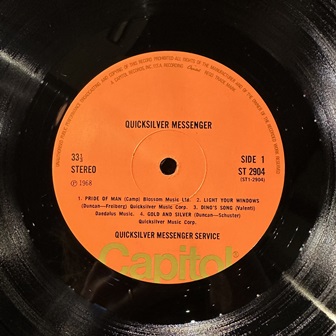 QUICKSILVER MESSENGER
33⅓
STEREO
℗ 1968
SIDE 1
ST 2904
(ST1-2904)
1. PRIDE OF MAN (Camp) Blossom Music Ltd. 2. LIGHT YOUR WINDOWS
(Duncan—Freiberg) Quicksilver Music Corp. 3. DINO'S SONG (Valenti)
Daedalus Music. 4. GOLD AND SILVER (Duncan—Schuster)
Quicksilver Music Corp.
QUICKSILVER MESSENGER SERVICE
Capitol